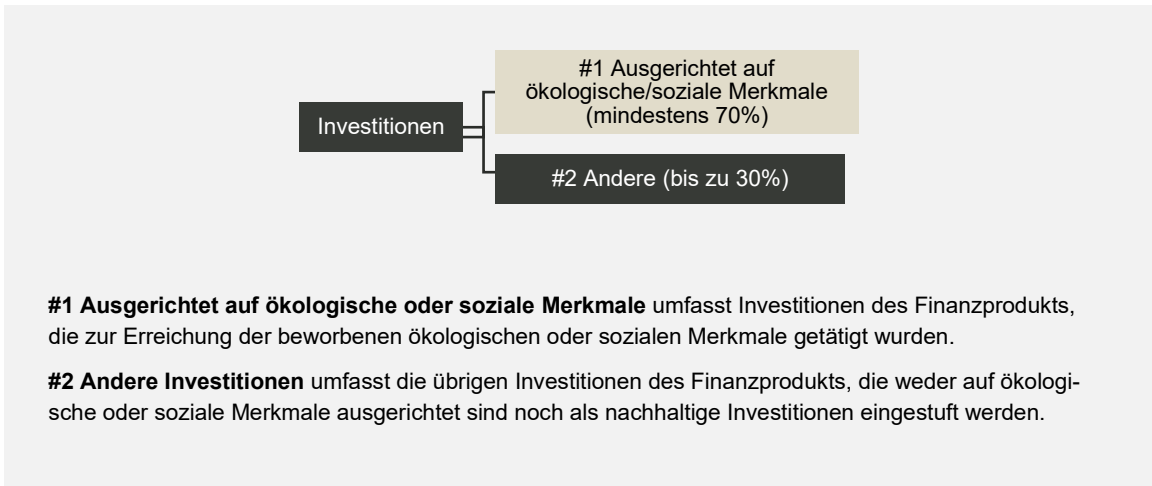 #1 Ausgerichtet auf
ökologische/soziale Merkmale
(mindestens 70%)
Investitionen
#2 Andere (bis zu 30%)
#1 Ausgerichtet auf ökologische oder soziale Merkmale umfasst Investitionen des Finanzprodukts,
die zur Erreichung der beworbenen ökologischen oder sozialen Merkmale getätigt wurden.
#2 Andere Investitionen umfasst die übrigen Investitionen des Finanzprodukts, die weder auf ökologi-
sche oder soziale Merkmale ausgerichtet sind noch als nachhaltige Investitionen eingestuft werden.